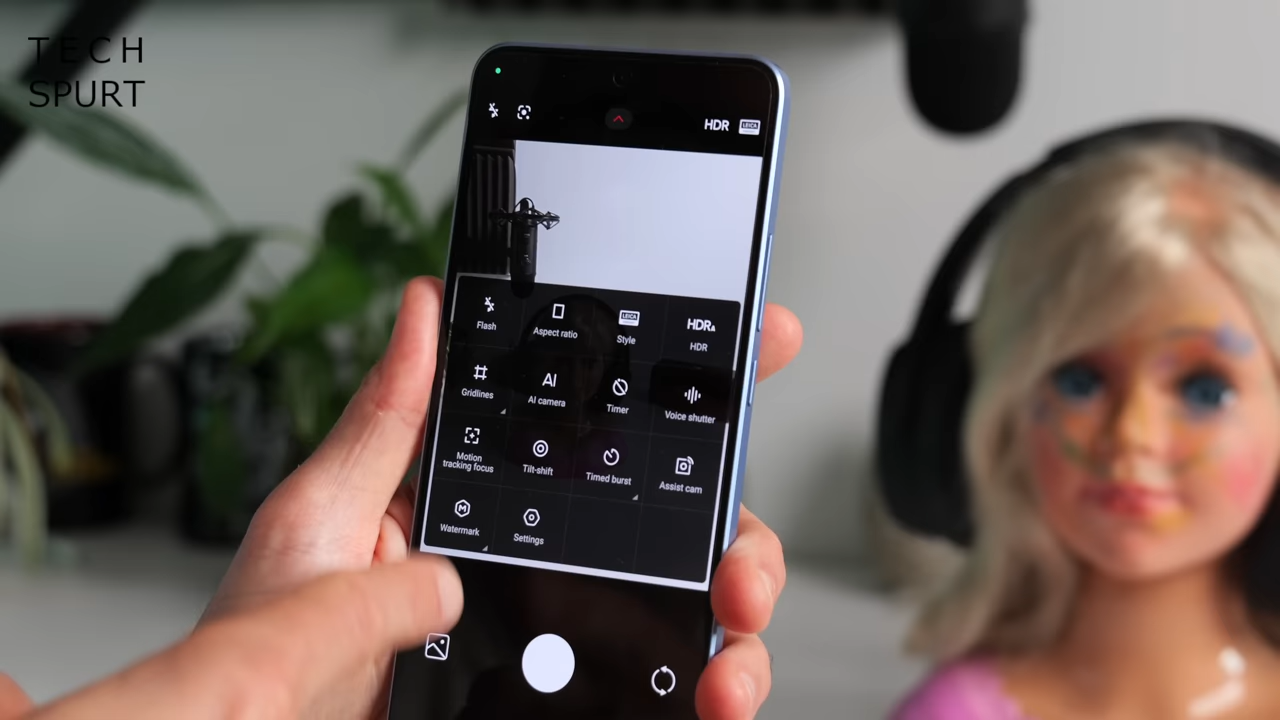 TECH
SPURT
HDR LEICA
Flash
Aspect ratio
LEICA
Style
HDRA
HDR
Gridlines
AI
AI camera
Timer
Voice shutter
Motion
tracking focus
Tilt-shift
Timed burst
Assist cam
M
Watermark
Settings